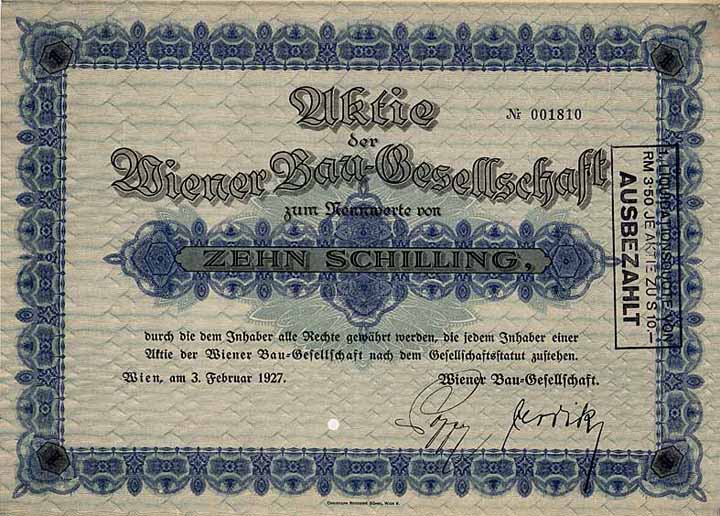 Aktie
№ 001810
der
Wiener Bau-Gesellschaft
zum Nennwerte von
ZEHN SCHILLING,
durch die dem Inhaber alle Rechte gewährt werden, die jedem Inhaber einer
Aktie der Wiener Bau-Gesellschaft nach dem Gesellschaftsstatut zustehen.
Wien, am 3. Februar 1927.
Wiener Bau-Gesellschaft.
LIQUIDATIONSQUOTE VON
RM 3·50 JE AKTIE ZU S 10.—
AUSBEZAHLT